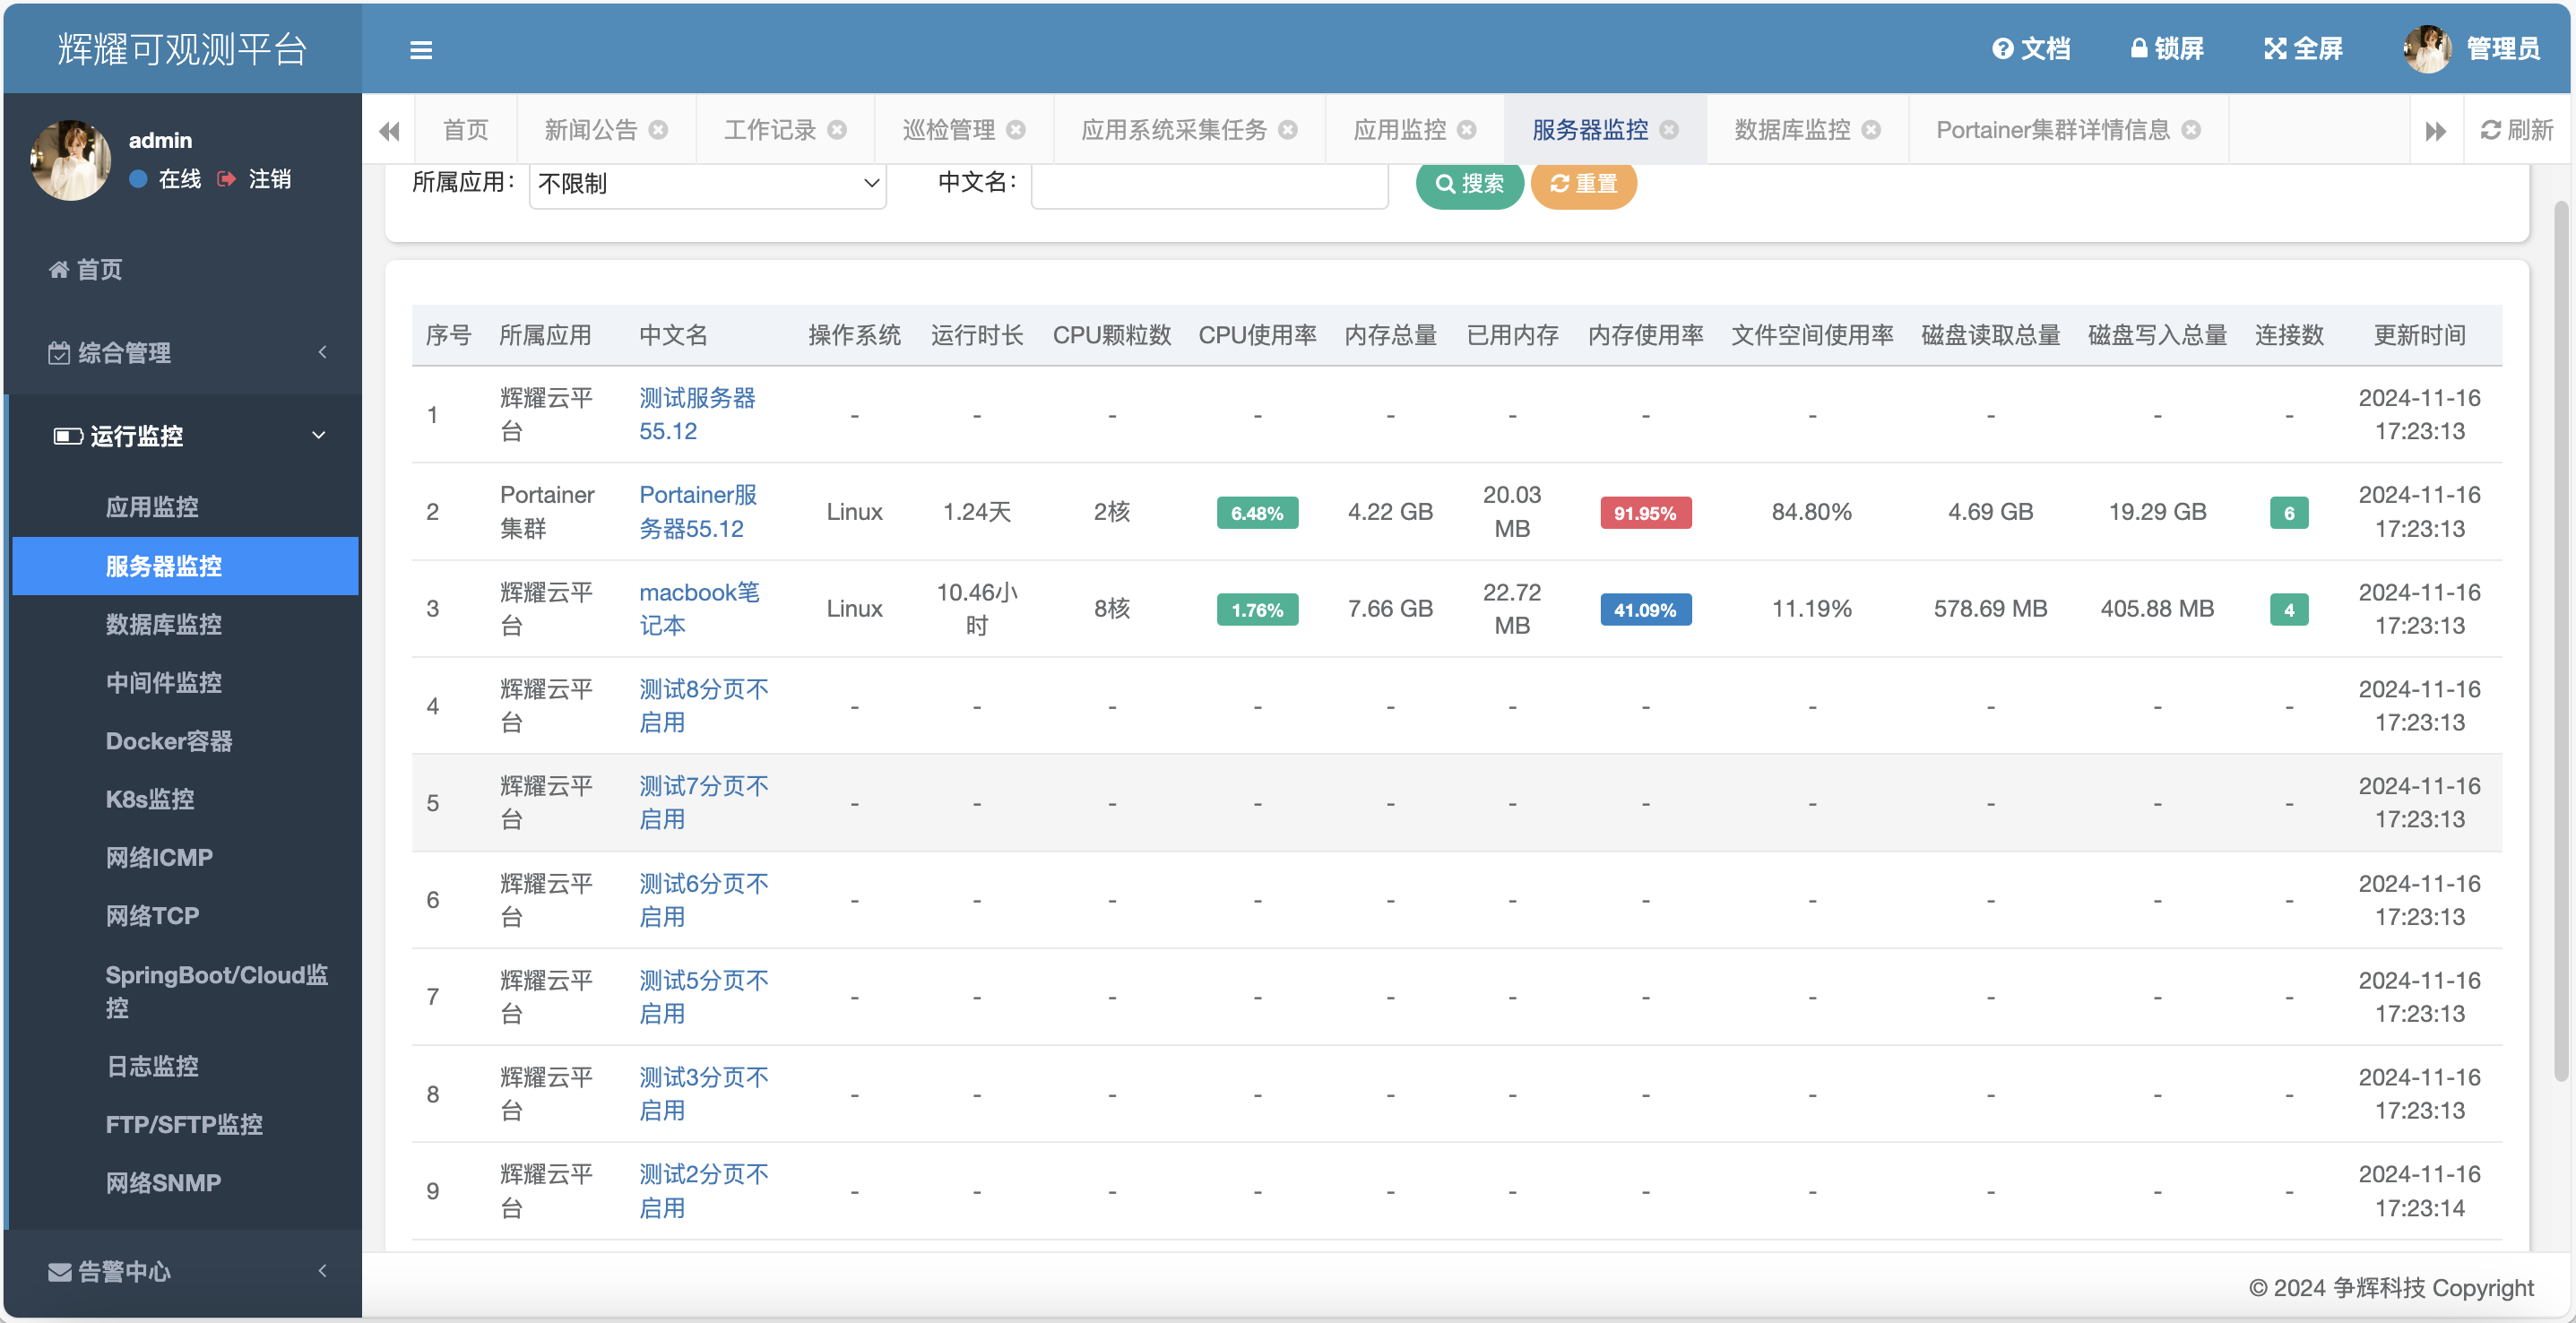 辉耀可观测平台
文档
锁屏
全屏
管理员
admin
在线
注销
首页
综合管理
运行监控
应用监控
服务器监控
数据库监控
中间件监控
Docker容器
K8s监控
网络ICMP
网络TCP
SpringBoot/Cloud监
控
日志监控
FTP/SFTP监控
网络SNMP
告警中心
首页 新闻公告 工作记录 巡检管理 应用系统采集任务 应用监控 服务器监控 数据库监控 Portainer集群详情信息 刷新
所属应用： 不限制 中文名： 搜索 重置
序号 所属应用 中文名 操作系统 运行时长 CPU颗粒数 CPU使用率 内存总量 已用内存 内存使用率 文件空间使用率 磁盘读取总量 磁盘写入总量 连接数 更新时间
1 辉耀云平 测试服务器 - - - - - - - - - - - 2024-11-16
台 55.12 17:23:13
2 Portainer Portainer服 Linux 1.24天 2核 6.48% 4.22 GB 20.03 91.95% 84.80% 4.69 GB 19.29 GB 6 2024-11-16
集群 务器55.12 MB 17:23:13
3 辉耀云平 macbook笔 Linux 10.46小 8核 1.76% 7.66 GB 22.72 41.09% 11.19% 578.69 MB 405.88 MB 4 2024-11-16
台 记本 时 MB 17:23:13
4 辉耀云平 测试8分页不 - - - - - - - - - - - 2024-11-16
台 启用 17:23:13
5 辉耀云平 测试7分页不 - - - - - - - - - - - 2024-11-16
台 启用 17:23:13
6 辉耀云平 测试6分页不 - - - - - - - - - - - 2024-11-16
台 启用 17:23:13
7 辉耀云平 测试5分页不 - - - - - - - - - - - 2024-11-16
台 启用 17:23:13
8 辉耀云平 测试3分页不 - - - - - - - - - - - 2024-11-16
台 启用 17:23:13
9 辉耀云平 测试2分页不 - - - - - - - - - - - 2024-11-16
台 启用 17:23:14
© 2024 争辉科技 Copyright